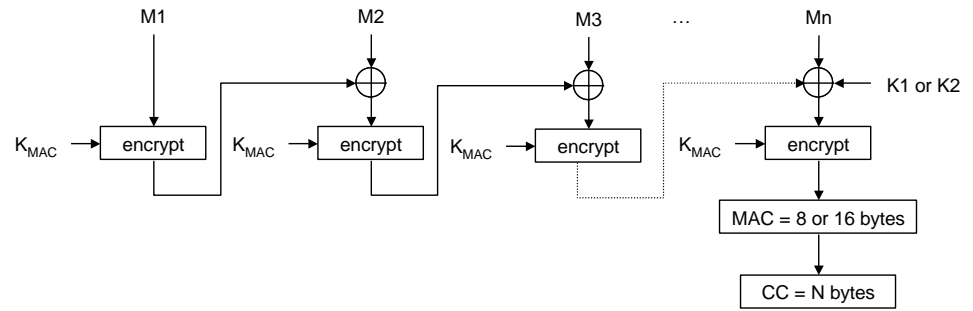 M1
M2
M3
...
Mn
K1 or K2
KMAC
encrypt
KMAC
encrypt
KMAC
encrypt
KMAC
encrypt
MAC = 8 or 16 bytes
CC = N bytes